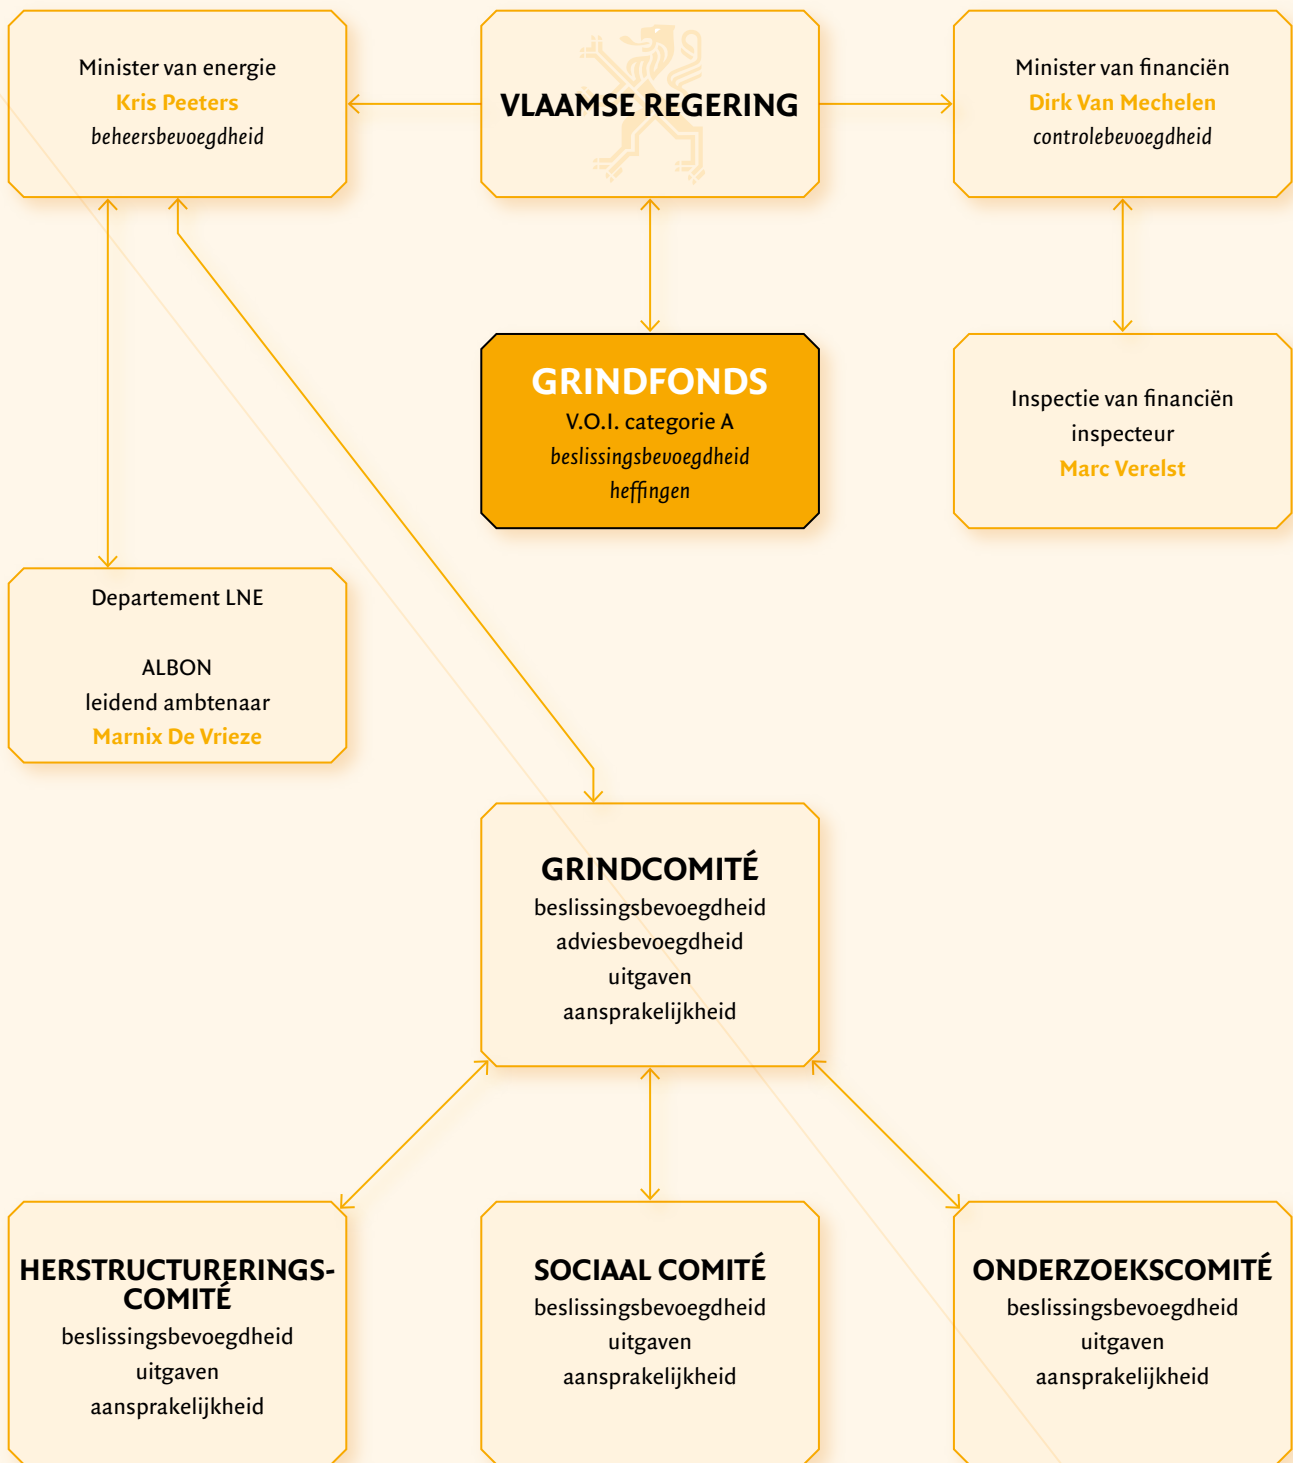 Minister van energie
Kris Peeters
beheersbevoegdheid
VLAAMSE REGERING
Minister van financiën
Dirk Van Mechelen
controlebevoegdheid
GRINDFONDS
V.O.I. categorie A
beslissingsbevoegdheid
heffingen
Inspectie van financiën
inspecteur
Marc Verelst
Departement LNE
ALBON
leidend ambtenaar
Marnix De Vrieze
GRINDCOMITÉ
beslissingsbevoegdheid
adviesbevoegdheid
uitgaven
aansprakelijkheid
HERSTRUCTURERINGS-
COMITÉ
beslissingsbevoegdheid
uitgaven
aansprakelijkheid
SOCIAAL COMITÉ
beslissingsbevoegdheid
uitgaven
aansprakelijkheid
ONDERZOEKSCOMITÉ
beslissingsbevoegdheid
uitgaven
aansprakelijkheid